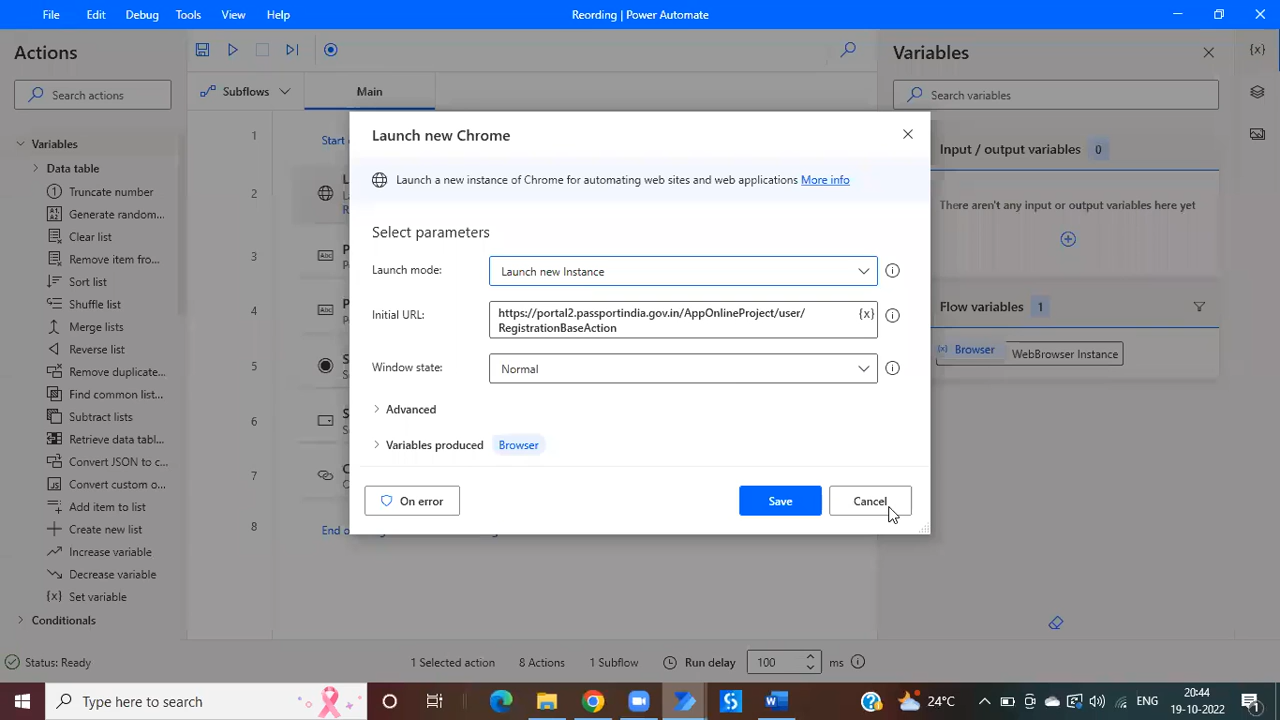 File Edit Debug Tools View Help
Reording | Power Automate
Actions
Search actions
Variables
Data table
Truncate number
Generate random...
Clear list
Remove item fro...
Sort list
Shuffle list
Merge lists
Reverse list
Remove duplicate...
Find common list...
Subtract lists
Retrieve data tabl...
Convert JSON to c...
Convert custom o...
Add item to list
Create new list
Increase variable
Decrease variable
Set variable
Conditionals
Subflows
Main
1
Start
2
3
4
5
6
7
8
End
Launch new Chrome
Launch a new instance of Chrome for automating web sites and web applications More info
Select parameters
Launch mode:
Launch new Instance
Initial URL:
https://portal2.passportindia.gov.in/AppOnlineProject/user/
RegistrationBaseAction
{x}
Window state:
Normal
Advanced
Variables produced Browser
On error
Save
Cancel
Variables
{x}
Search variables
Input / output variables 0
There aren't any input or output variables here yet
Flow variables 1
(x) Browser WebBrowser Instance
Status: Ready
1 Selected action
8 Actions
1 Subflow
Run delay
100
ms
Type here to search
24°C
ENG
20:44
19-10-2022
1